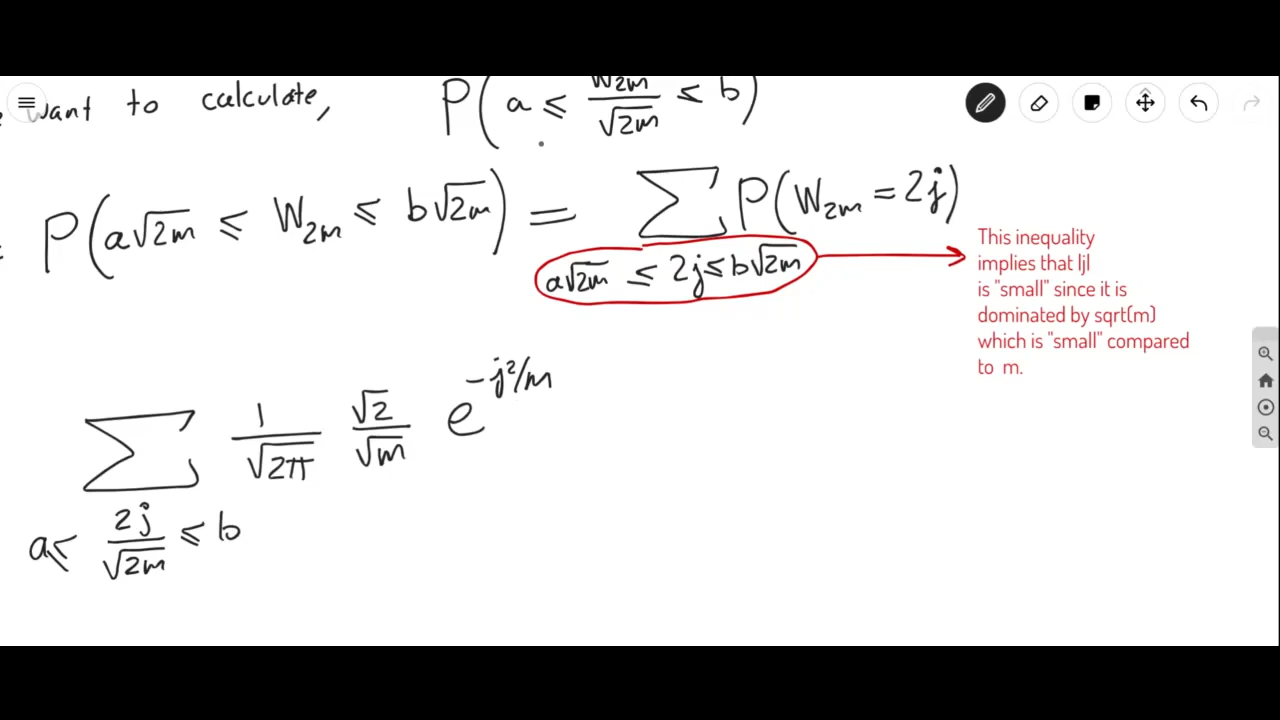 want to calculate, P(a ≤ W_{2m}/√2m ≤ b)
P(a√2m ≤ W_{2m} ≤ b√2m) = ∑ P(W_{2m} = 2j)
a√2m ≤ 2j ≤ b√2m
This inequality
implies that |j|
is "small" since it is
dominated by sqrt(m)
which is "small" compared
to m.
∑ 1/√2π √2/√m e^{-j²/m}
a ≤ 2j/√2m ≤ b